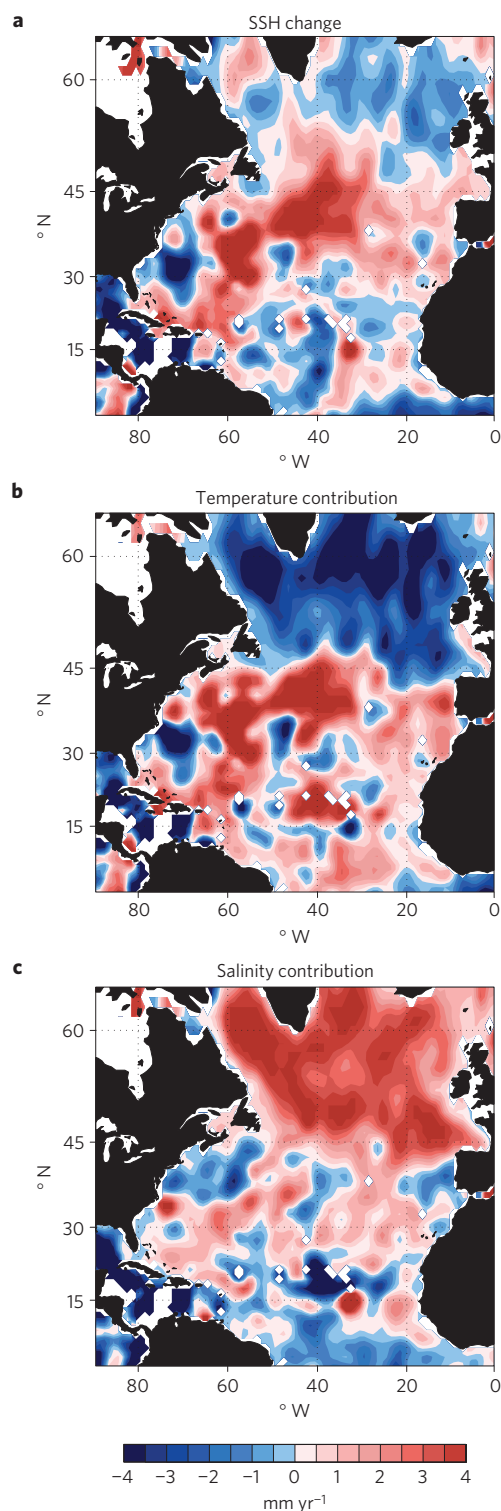 a
SSH change
60
45
30
15
° N
80 60 40 20 0
° W
b
Temperature contribution
60
45
30
15
° N
80 60 40 20 0
° W
c
Salinity contribution
60
45
30
15
° N
80 60 40 20 0
° W
−4 −3 −2 −1 0 1 2 3 4
mm yr⁻¹